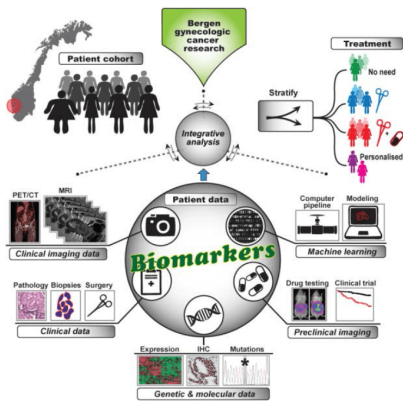 Bergen
gynecologic
cancer
research
Patient cohort
Treatment
No need
Stratify
Personalised
Integrative
analysis
PET/CT
MRI
Clinical imaging data
Patient data
Computer
pipeline
Modeling
Machine learning
Biomarkers
Pathology Biopsies Surgery
Clinical data
Drug testing Clinical trial
Preclinical imaging
Expression IHC Mutations
*
Genetic & molecular data